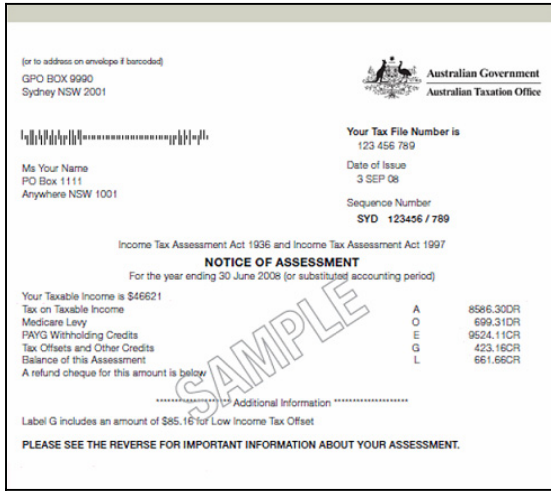 (or to address on envelope if barcoded)
GPO BOX 9990
Sydney NSW 2001
Australian Government
Australian Taxation Office
Your Tax File Number is
123 456 789
Date of Issue
3 SEP 08
Ms Your Name
PO Box 1111
Anywhere NSW 1001
Sequence Number
SYD 123456 / 789
Income Tax Assessment Act 1936 and Income Tax Assessment Act 1997
NOTICE OF ASSESSMENT
For the year ending 30 June 2008 (or substituted accounting period)
Your Taxable Income is $46621
Tax on Taxable Income A 8586.30DR
Medicare Levy O 699.31DR
PAYG Withholding Credits E 9524.11CR
Tax Offsets and Other Credits G 423.16CR
Balance of this Assessment L 661.66CR
A refund cheque for this amount is below
SAMPLE
******************** Additional Information ********************
Label G includes an amount of $85.16 for Low Income Tax Offset
PLEASE SEE THE REVERSE FOR IMPORTANT INFORMATION ABOUT YOUR ASSESSMENT.